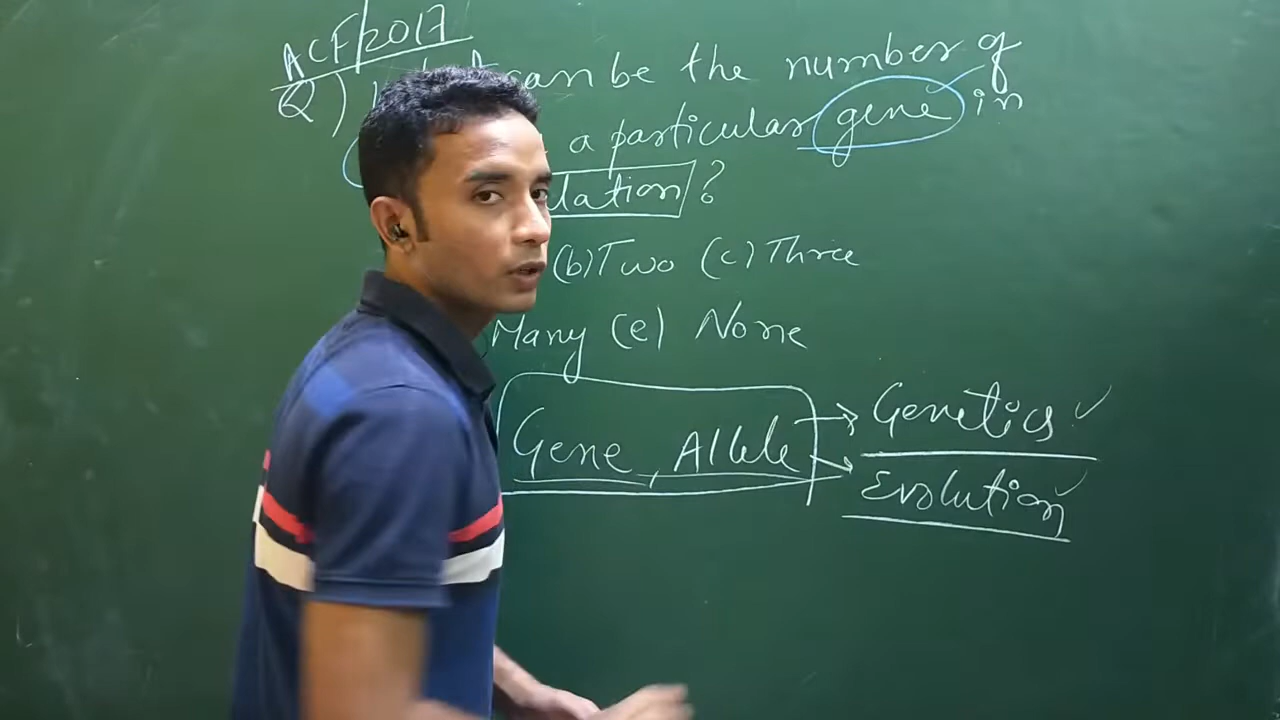 ACF/2017
Q) can be the number of
a particular gene in
lation?
(b) Two (c) Three
Many (e) None
Gene, Allele → Genetics ✓
→ Evolution ✓